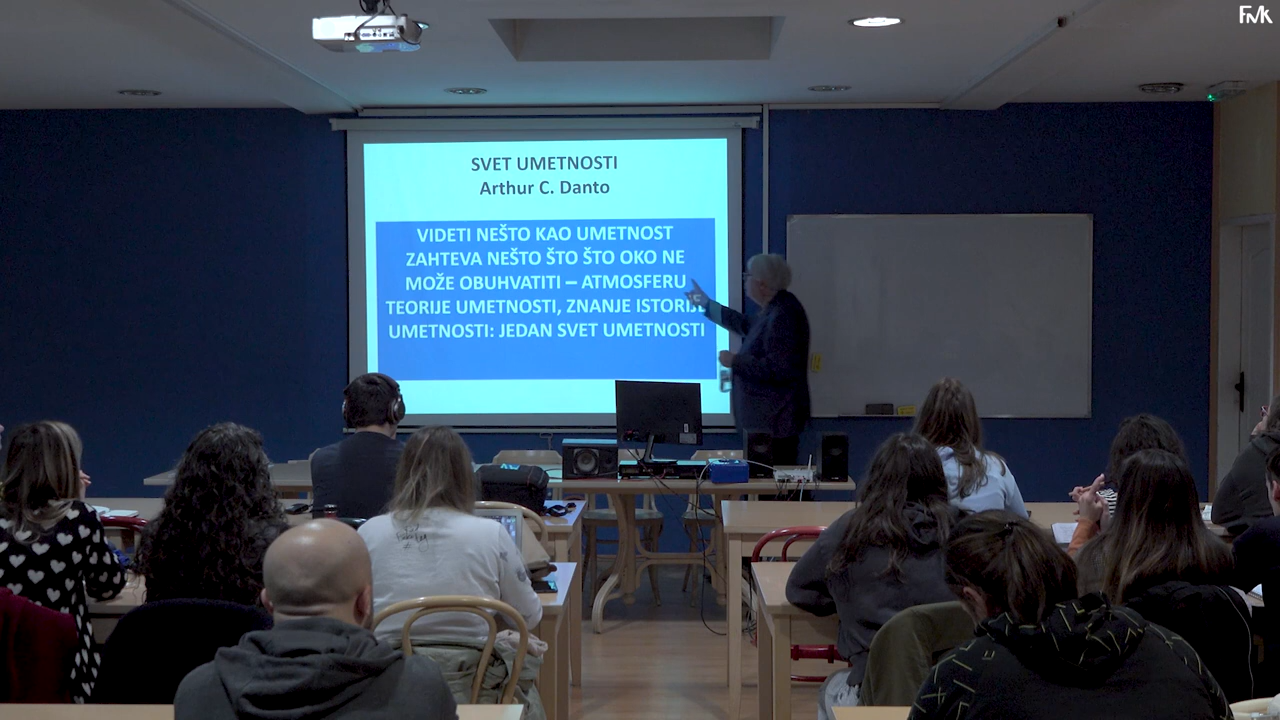 FMK
SVET UMETNOSTI
Arthur C. Danto
VIDETI NEŠTO KAO UMETNOST
ZAHTEVA NEŠTO ŠTO ŠTO OKO NE
MOŽE OBUHVATITI – ATMOSFERU
TEORIJE UMETNOSTI, ZNANJE ISTORIJE
UMETNOSTI: JEDAN SVET UMETNOSTI